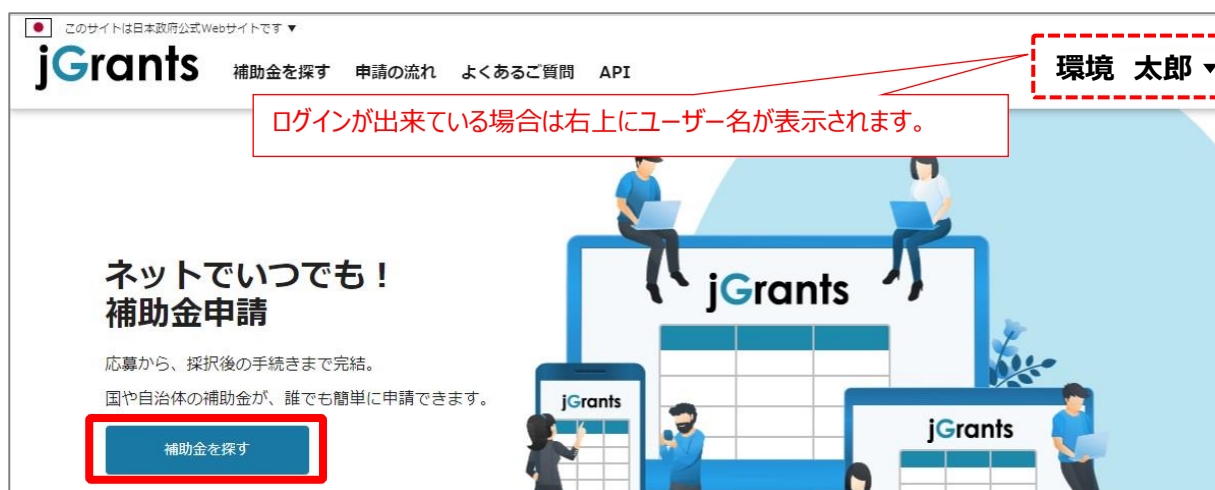 このサイトは日本政府公式Webサイトです ▼
jGrants 補助金を探す 申請の流れ よくあるご質問 API
環境 太郎 ▼
ログインが出来ている場合は右上にユーザー名が表示されます。
ネットでいつでも！
補助金申請
応募から、採択後の手続きまで完結。
国や自治体の補助金が、誰でも簡単に申請できます。
補助金を探す
jGrants
jGrants
jGrants